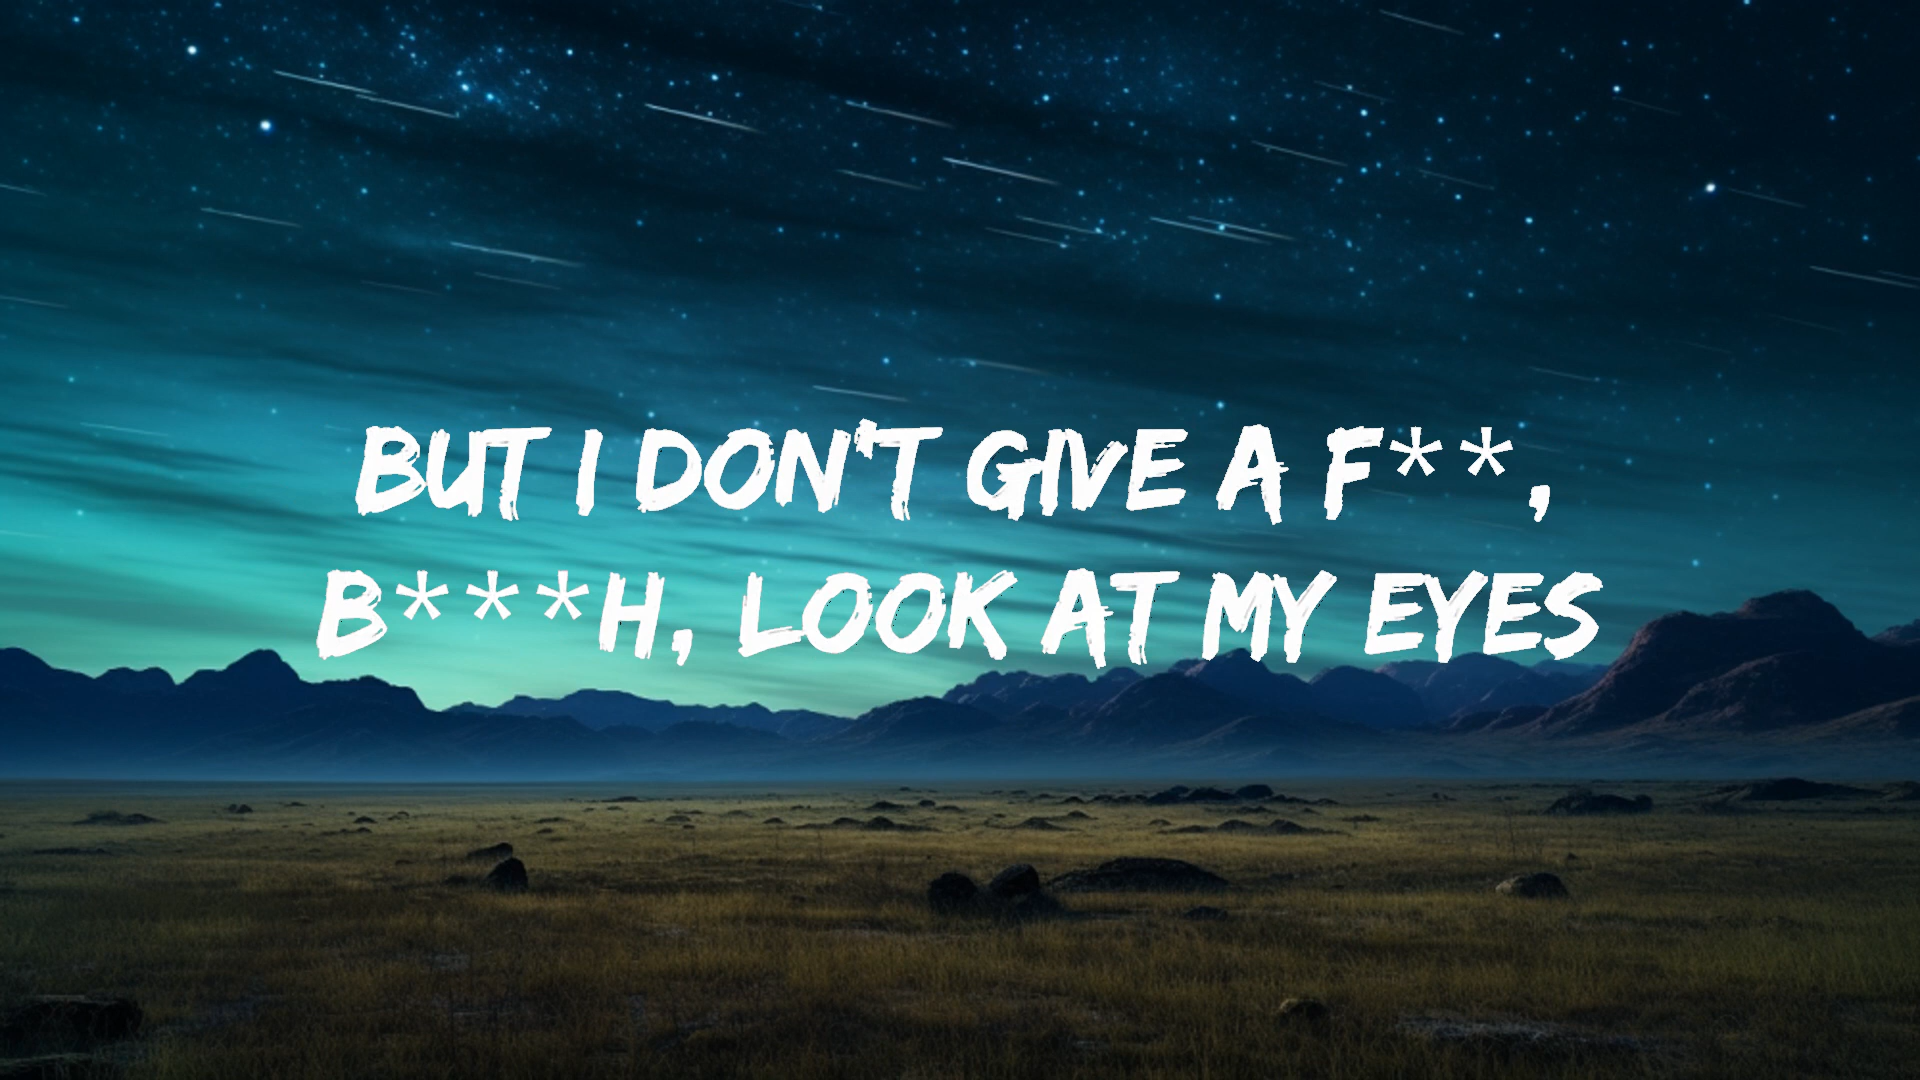 BUT I DON'T GIVE A F**,
B***H, LOOK AT MY EYES